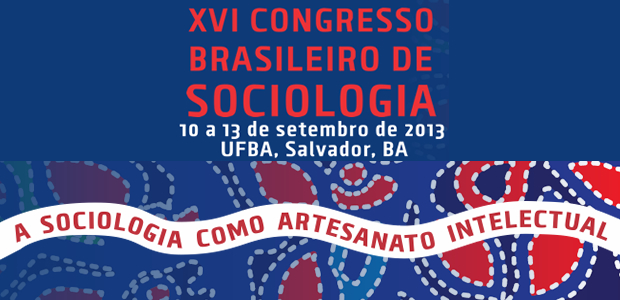 XVI CONGRESSO
BRASILEIRO DE
SOCIOLOGIA
10 a 13 de setembro de 2013
UFBA, Salvador, BA
A SOCIOLOGIA COMO ARTESANATO INTELECTUAL